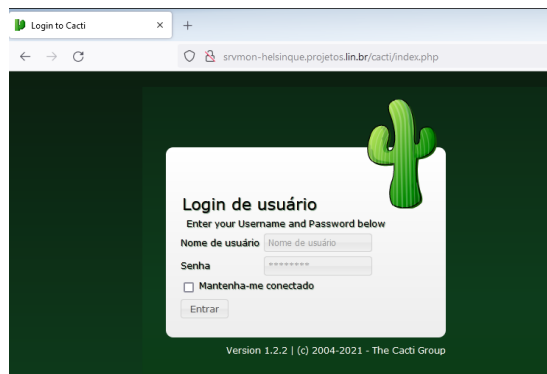 Login to Cacti
srvmon-helsinque.projetos.lin.br/cacti/index.php
Login de usuário
Enter your Username and Password below
Nome de usuário Nome de usuário
Senha ********
Mantenha-me conectado
Entrar
Version 1.2.2 | (c) 2004-2021 - The Cacti Group